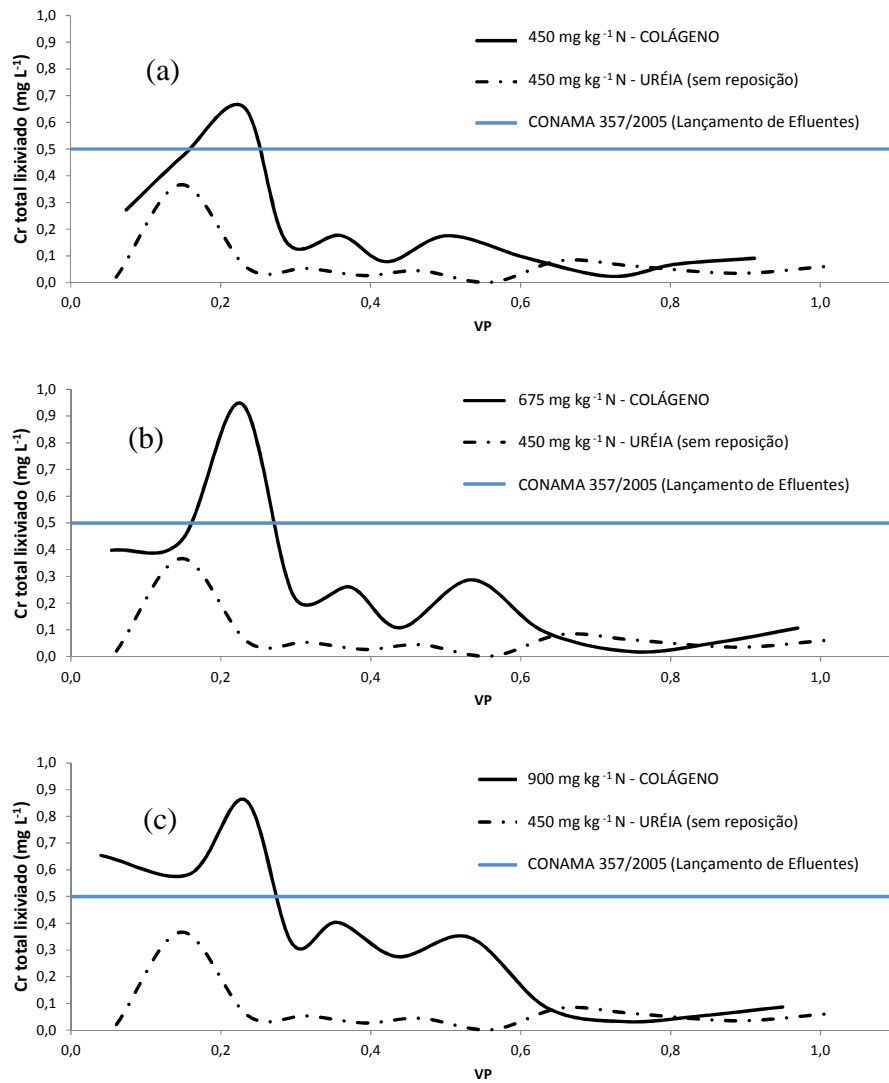 (a)
450 mg kg⁻¹ N - COLÁGENO
450 mg kg⁻¹ N - URÉIA (sem reposição)
CONAMA 357/2005 (Lançamento de Efluentes)
Cr total lixiviado (mg L⁻¹)
1,0
0,9
0,8
0,7
0,6
0,5
0,4
0,3
0,2
0,1
0,0
0,0 0,2 0,4 0,6 0,8 1,0
VP
(b)
675 mg kg⁻¹ N - COLÁGENO
450 mg kg⁻¹ N - URÉIA (sem reposição)
CONAMA 357/2005 (Lançamento de Efluentes)
Cr total lixiviado (mg L⁻¹)
1,0
0,9
0,8
0,7
0,6
0,5
0,4
0,3
0,2
0,1
0,0
0,0 0,2 0,4 0,6 0,8 1,0
VP
(c)
900 mg kg⁻¹ N - COLÁGENO
450 mg kg⁻¹ N - URÉIA (sem reposição)
CONAMA 357/2005 (Lançamento de Efluentes)
Cr total lixiviado (mg L⁻¹)
1,0
0,9
0,8
0,7
0,6
0,5
0,4
0,3
0,2
0,1
0,0
0,0 0,2 0,4 0,6 0,8 1,0
VP